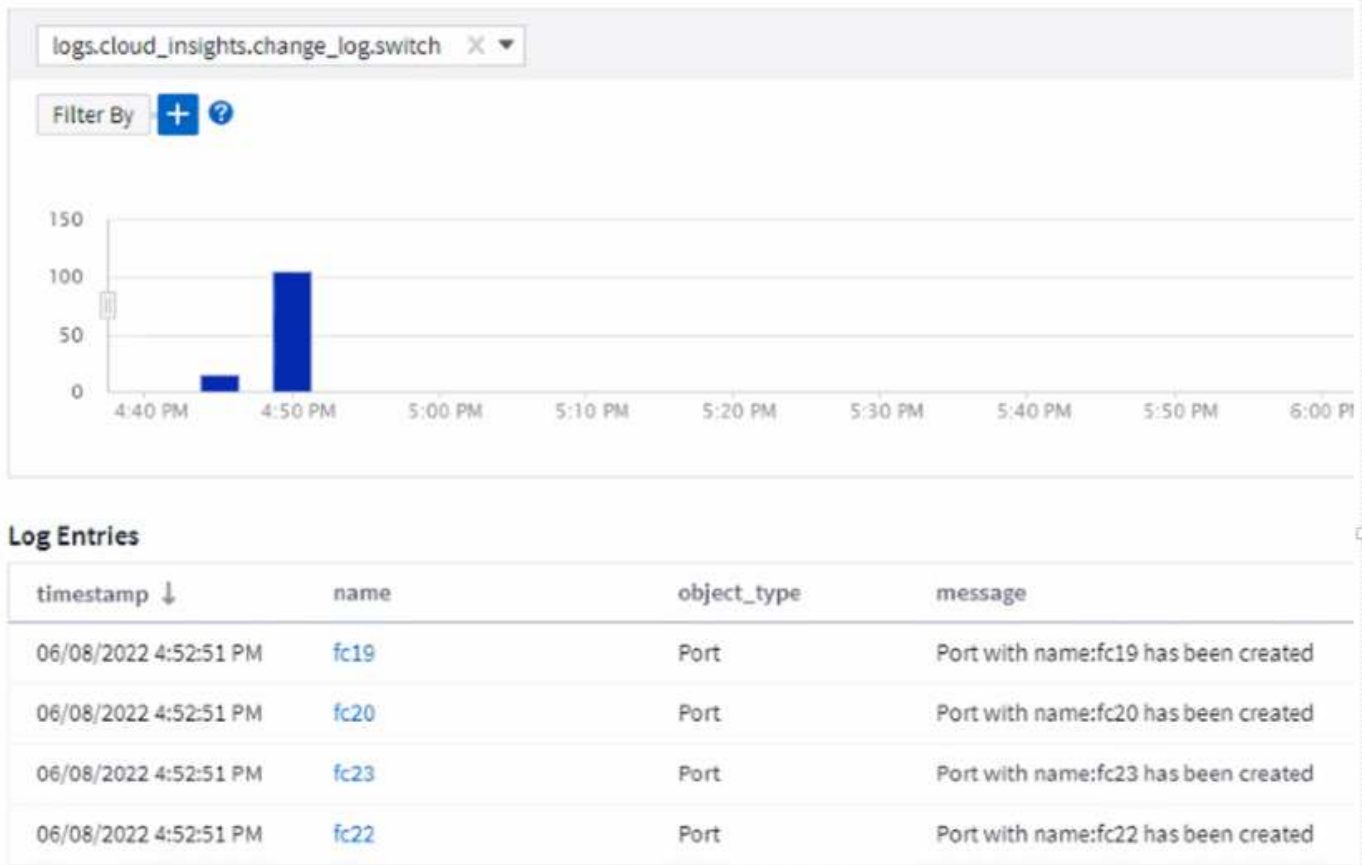 logs.cloud_insights.change_log.switch
Filter By + ?
150
100
50
0
4:40 PM 4:50 PM 5:00 PM 5:10 PM 5:20 PM 5:30 PM 5:40 PM 5:50 PM 6:00 P
Log Entries
timestamp ↓ name object_type message
06/08/2022 4:52:51 PM fc19 Port Port with name:fc19 has been created
06/08/2022 4:52:51 PM fc20 Port Port with name:fc20 has been created
06/08/2022 4:52:51 PM fc23 Port Port with name:fc23 has been created
06/08/2022 4:52:51 PM fc22 Port Port with name:fc22 has been created